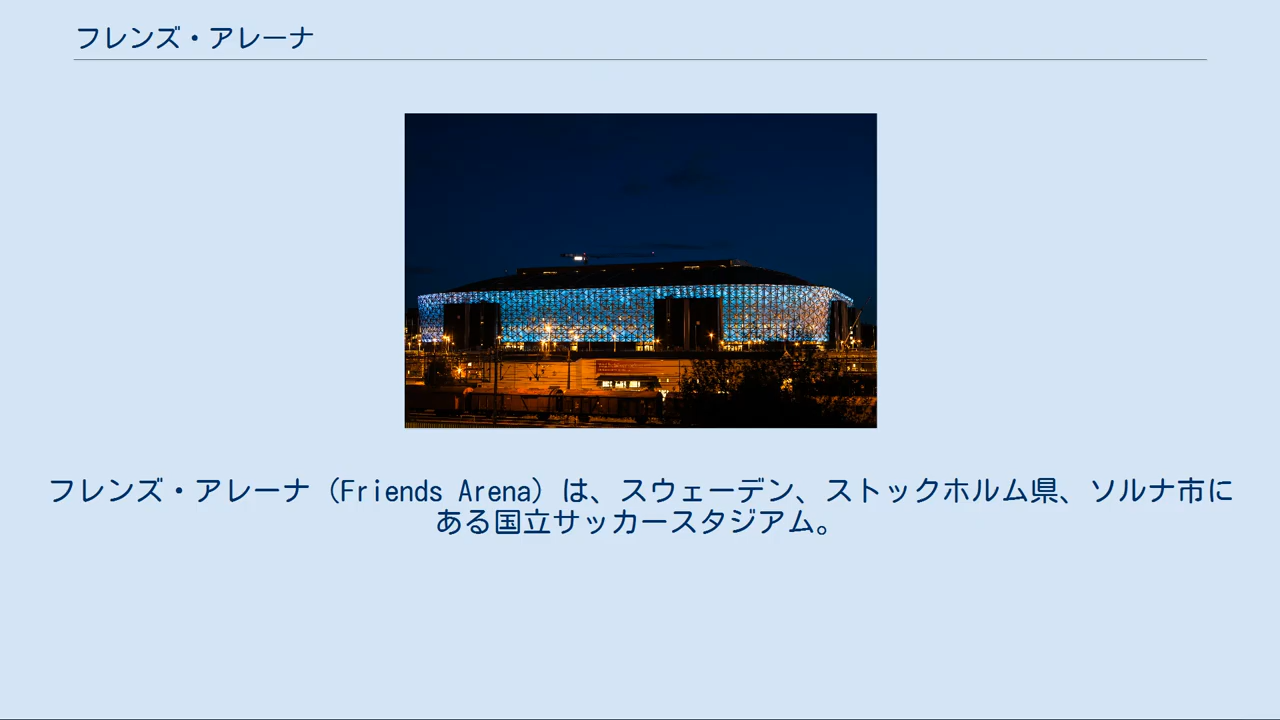 フレンズ・アレーナ
フレンズ・アレーナ（Friends Arena）は、スウェーデン、ストックホルム県、ソルナ市に
ある国立サッカースタジアム。